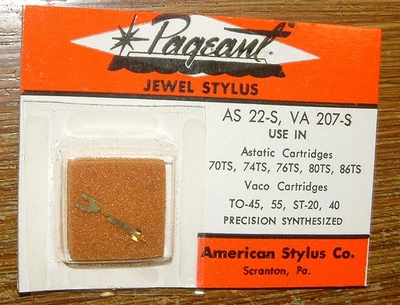 Pageant
JEWEL STYLUS
AS 22-S, VA 207-S
USE IN
Astatic Cartridges
70TS, 74TS, 76TS, 80TS, 86TS
Vaco Cartridges
TO-45, 55, ST-20, 40
PRECISION SYNTHESIZED
American Stylus Co.
Scranton, Pa.